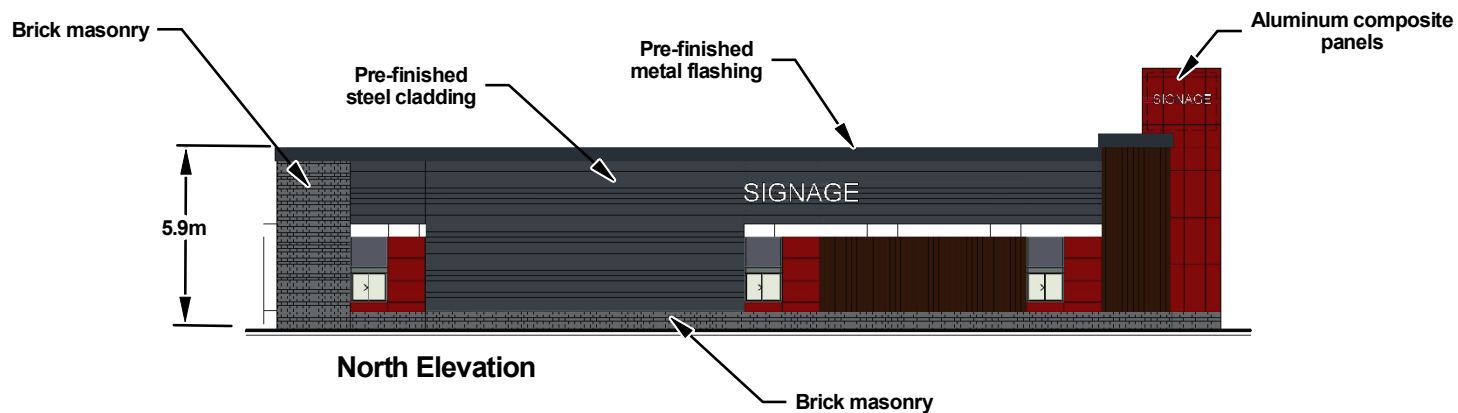 Brick masonry
Pre-finished
steel cladding
Pre-finished
metal flashing
Aluminum composite
panels
SIGNAGE
SIGNAGE
5.9m
North Elevation
Brick masonry